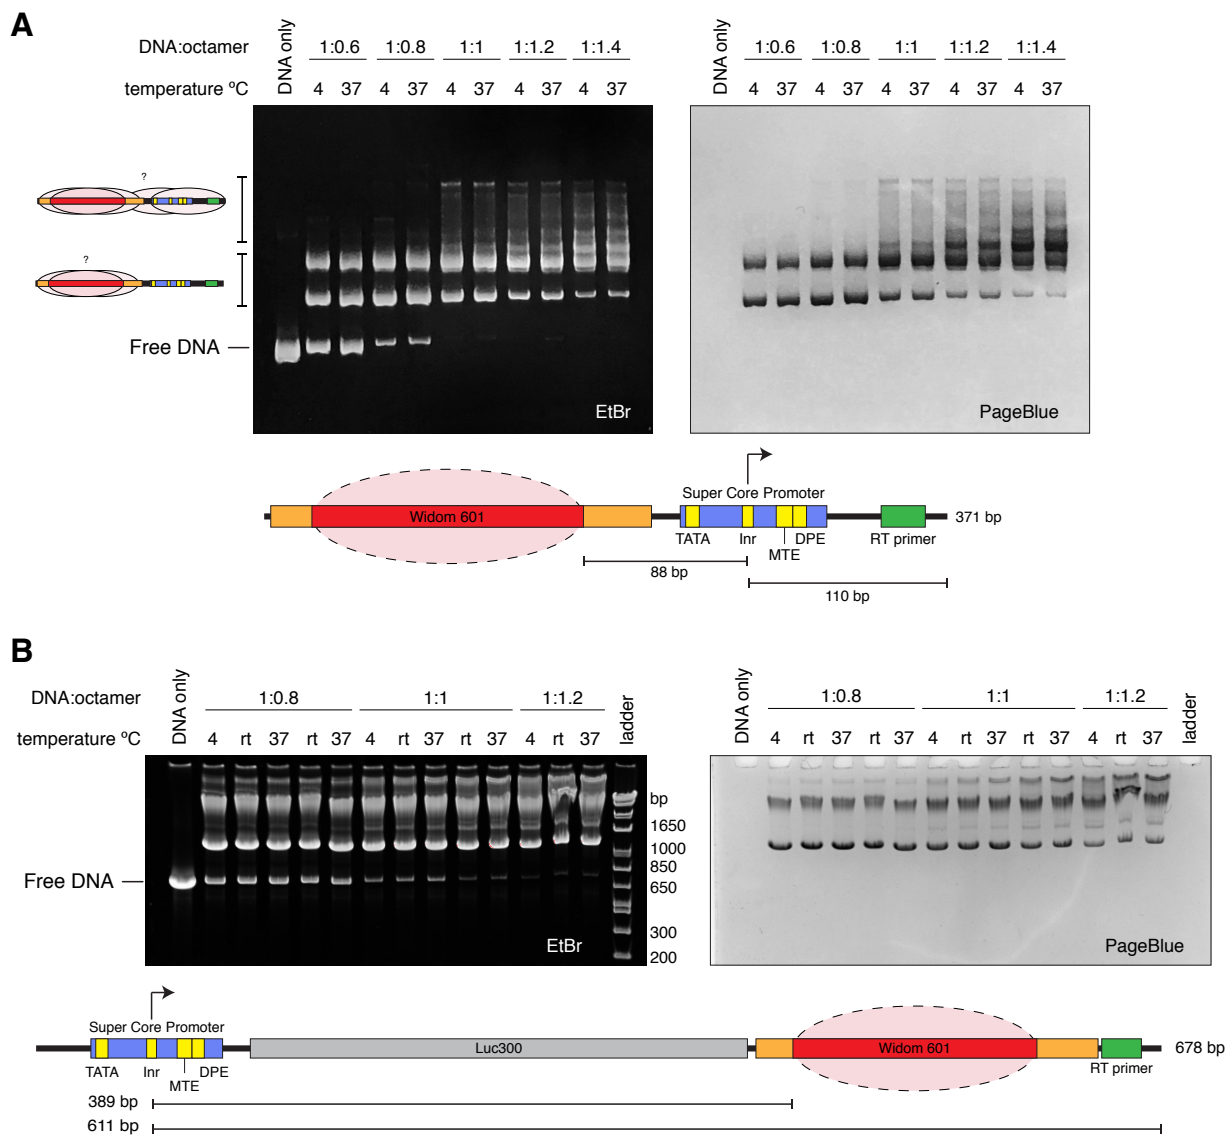 A
DNA:octamer
DNA only
1:0.6 1:0.8 1:1 1:1.2 1:1.4
temperature ºC
4 37 4 37 4 37 4 37 4 37
DNA only
1:0.6 1:0.8 1:1 1:1.2 1:1.4
4 37 4 37 4 37 4 37 4 37
?
?
Free DNA
EtBr
PageBlue
Super Core Promoter
Widom 601
371 bp
TATA Inr DPE RT primer
MTE
88 bp
110 bp
B
DNA:octamer
DNA only
1:0.8 1:1 1:1.2
ladder
temperature ºC
4 rt 37 rt 37 4 rt 37 rt 37 4 rt 37
DNA only
1:0.8 1:1 1:1.2
ladder
4 rt 37 rt 37 4 rt 37 rt 37 4 rt 37
bp
1650
1000
850
650
300
200
Free DNA
EtBr
PageBlue
Super Core Promoter
Luc300
Widom 601
678 bp
TATA Inr DPE RT primer
MTE
389 bp
611 bp